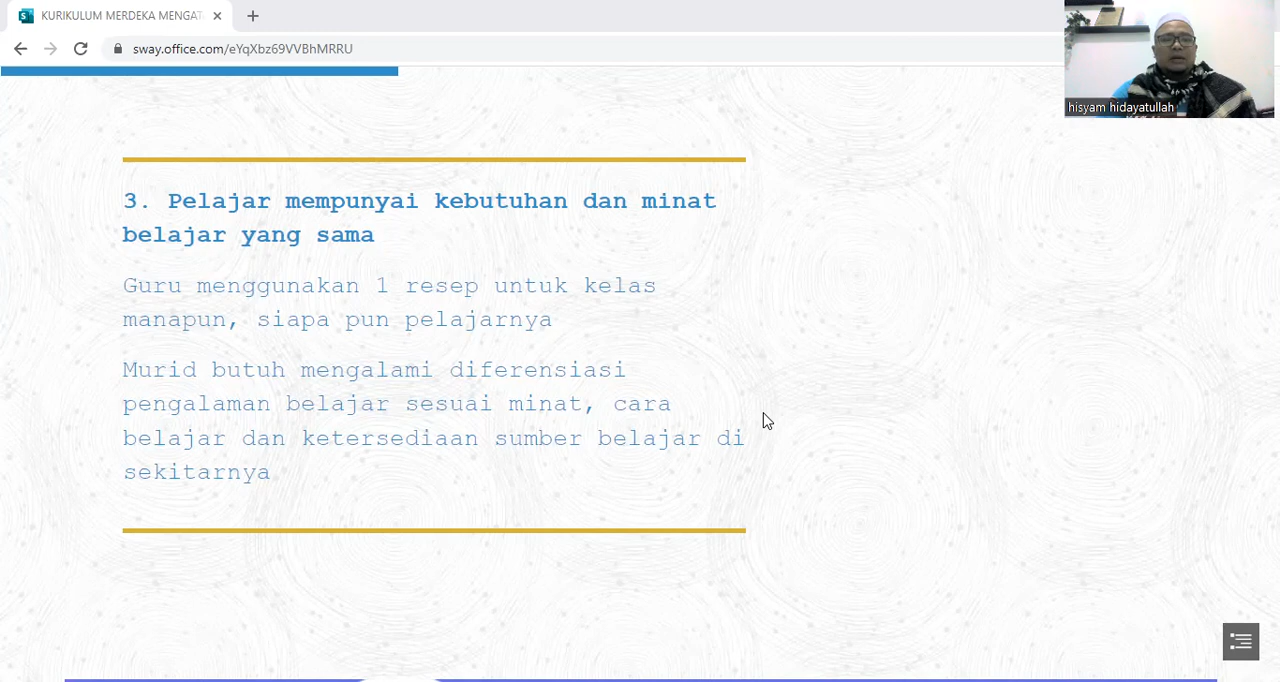 KURIKULUM MERDEKA MENGAT
sway.office.com/eYqXbz69VVBhMRRU
hisyam hidayatullah
3. Pelajar mempunyai kebutuhan dan minat
belajar yang sama
Guru menggunakan 1 resep untuk kelas
manapun, siapa pun pelajarnya
Murid butuh mengalami diferensiasi
pengalaman belajar sesuai minat, cara
belajar dan ketersediaan sumber belajar di
sekitarnya